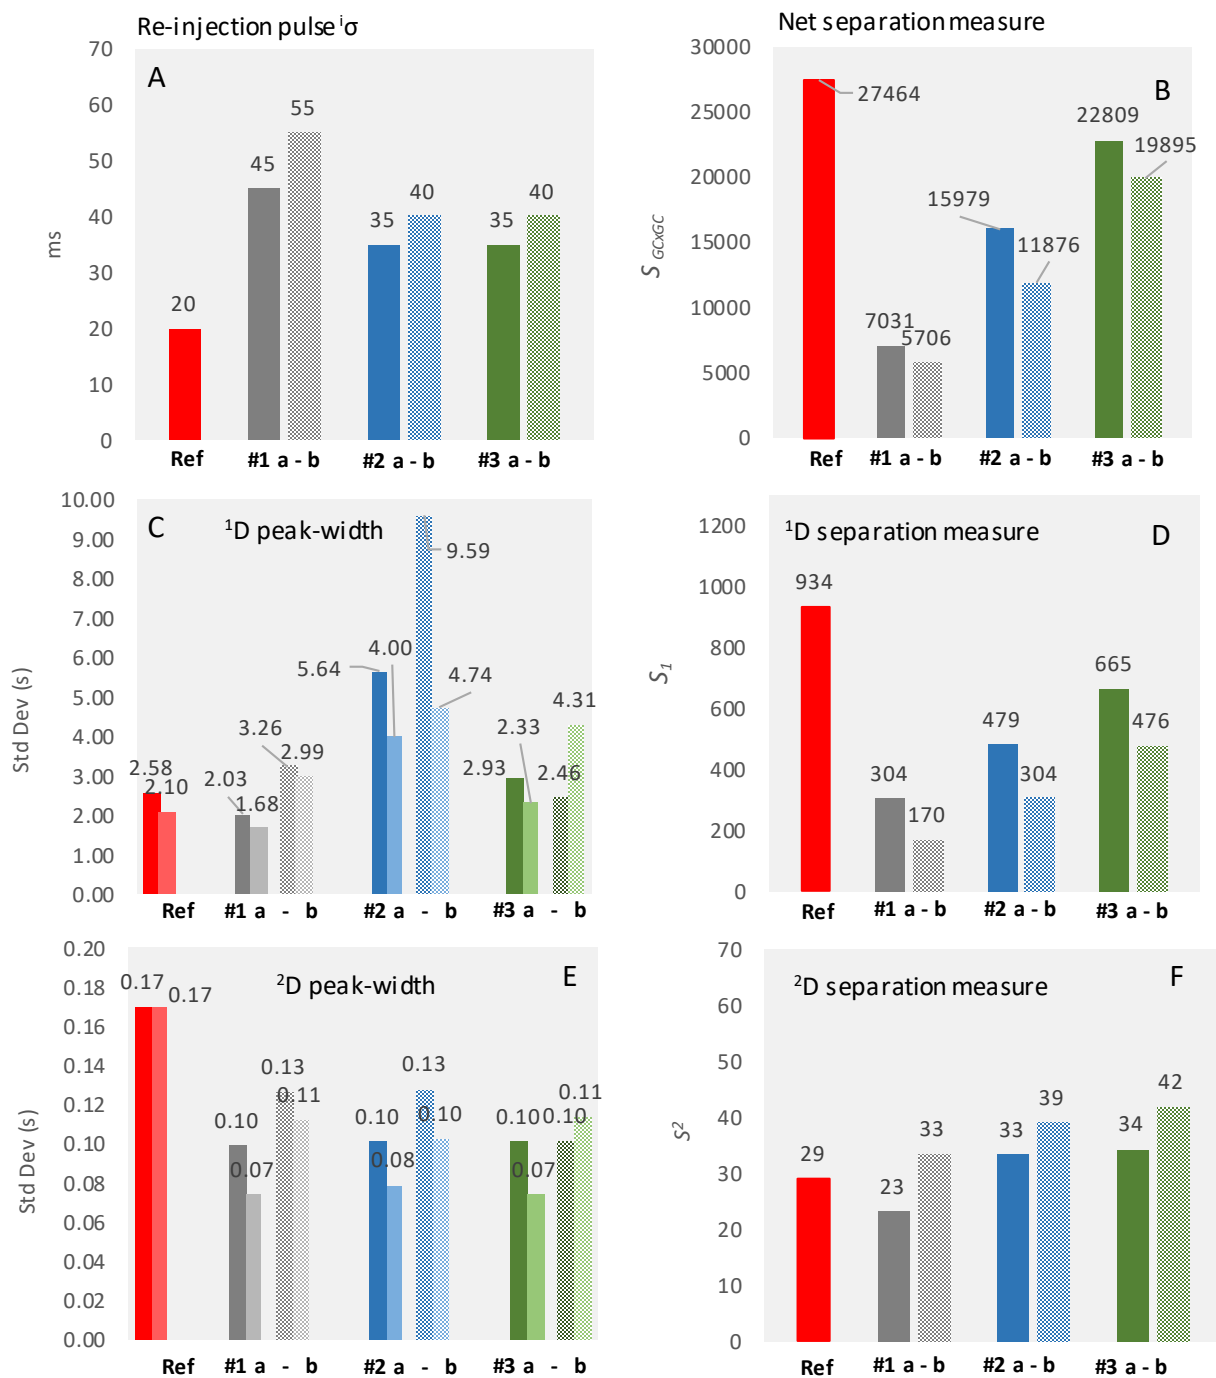 Re-injection pulse ⁱσ
A
ms
70
60
50
40
30
20
10
0
20
45
55
35
40
35
40
Ref
#1 a - b
#2 a - b
#3 a - b
Net separation measure
B
S GCxGC
30000
25000
20000
15000
10000
5000
0
27464
7031
5706
15979
11876
22809
19895
Ref
#1 a - b
#2 a - b
#3 a - b
C
¹D peak-width
Std Dev (s)
10.00
9.00
8.00
7.00
6.00
5.00
4.00
3.00
2.00
1.00
0.00
2.58
2.10
2.03
1.68
3.26
2.99
5.64
4.00
9.59
4.74
2.93
2.33
2.46
4.31
Ref
#1 a - b
#2 a - b
#3 a - b
¹D separation measure
D
S₁
1200
1000
800
600
400
200
0
934
304
170
479
304
665
476
Ref
#1 a - b
#2 a - b
#3 a - b
²D peak-width
E
Std Dev (s)
0.20
0.18
0.16
0.14
0.12
0.10
0.08
0.06
0.04
0.02
0.00
0.17
0.17
0.10
0.07
0.13
0.11
0.10
0.08
0.13
0.10
0.10
0.07
0.10
0.11
Ref
#1 a - b
#2 a - b
#3 a - b
²D separation measure
F
S²
70
60
50
40
30
20
10
0
29
23
33
33
39
34
42
Ref
#1 a - b
#2 a - b
#3 a - b